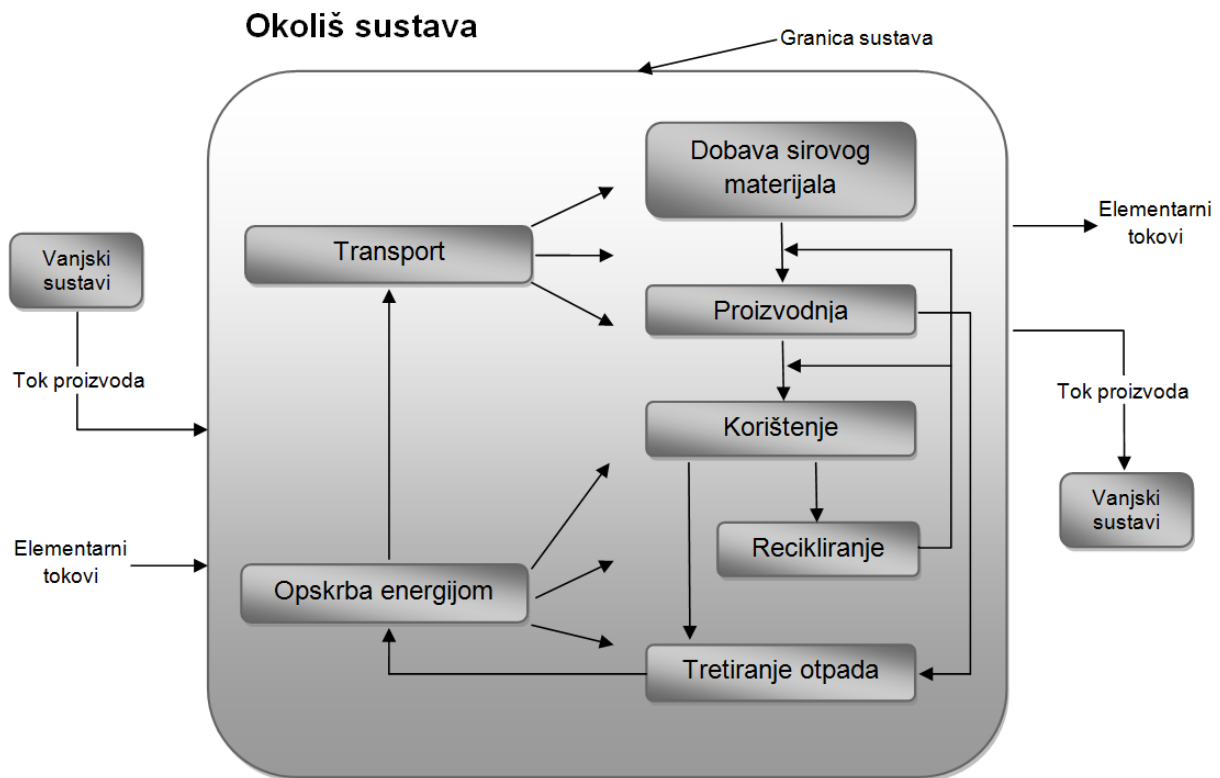 Okoliš sustava
Granica sustava
Dobava sirovog
materijala
Elementarni
tokovi
Transport
Vanjski
sustavi
Proizvodnja
Tok proizvoda
Tok proizvoda
Korištenje
Vanjski
sustavi
Recikliranje
Elementarni
tokovi
Opskrba energijom
Tretiranje otpada